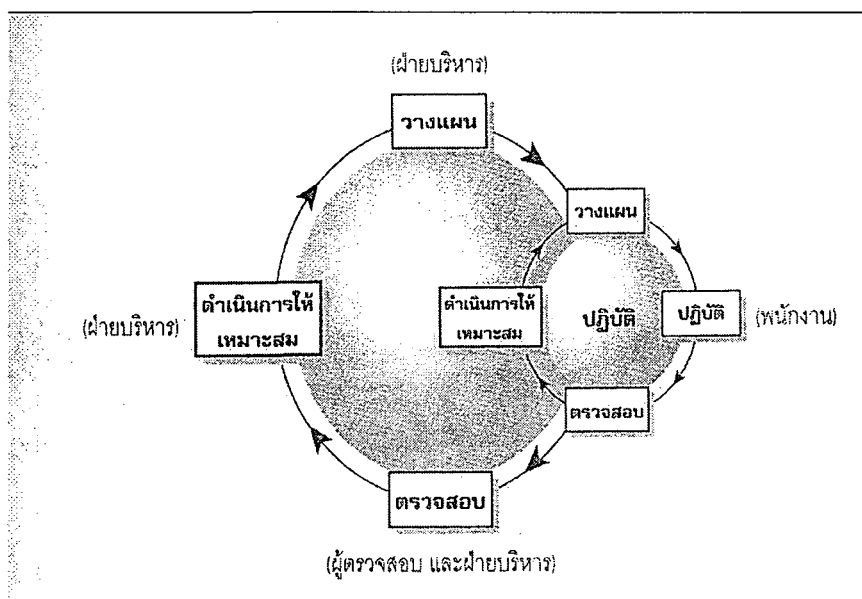 (ฝ่ายบริหาร)
วางแผน
วางแผน
ดำเนินการให้
เหมาะสม
(ฝ่ายบริหาร)
ดำเนินการให้
เหมาะสม
ปฏิบัติ
ปฏิบัติ
(พนักงาน)
ตรวจสอบ
ตรวจสอบ
(ผู้ตรวจสอบ และฝ่ายบริหาร)